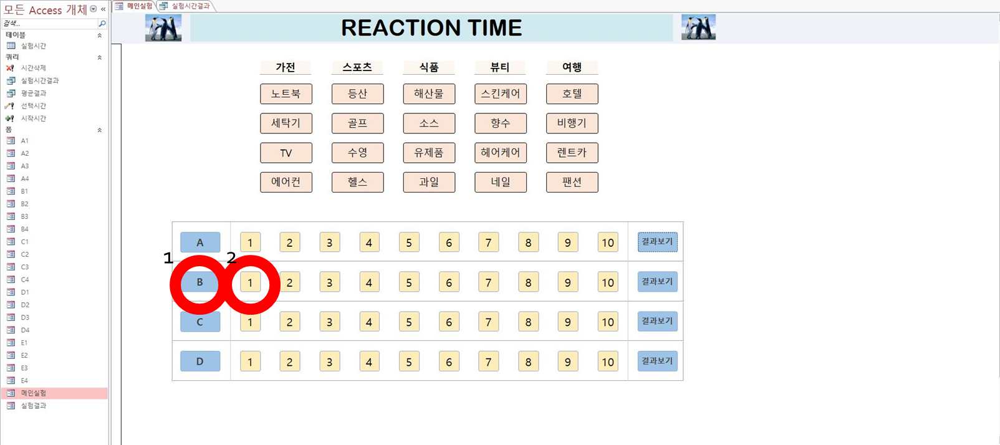 모든 Access 개체
검색...
테이블
실험시간
쿼리
시간삭제
실험시간결과
평균결과
선택시간
시작시간
폼
A1
A2
A3
A4
B1
B2
B3
B4
C1
C2
C3
C4
D1
D2
D3
D4
E1
E2
E3
E4
메인실험
실험결과
메인실험 실험시간결과
REACTION TIME
가전 스포츠 식품 뷰티 여행
노트북 등산 해산물 스킨케어 호텔
세탁기 골프 소스 향수 비행기
TV 수영 유제품 헤어케어 렌트카
에어컨 헬스 과일 네일 팬션
A 1 2 3 4 5 6 7 8 9 10 결과보기
1 2
B 1 2 3 4 5 6 7 8 9 10 결과보기
C 1 2 3 4 5 6 7 8 9 10 결과보기
D 1 2 3 4 5 6 7 8 9 10 결과보기